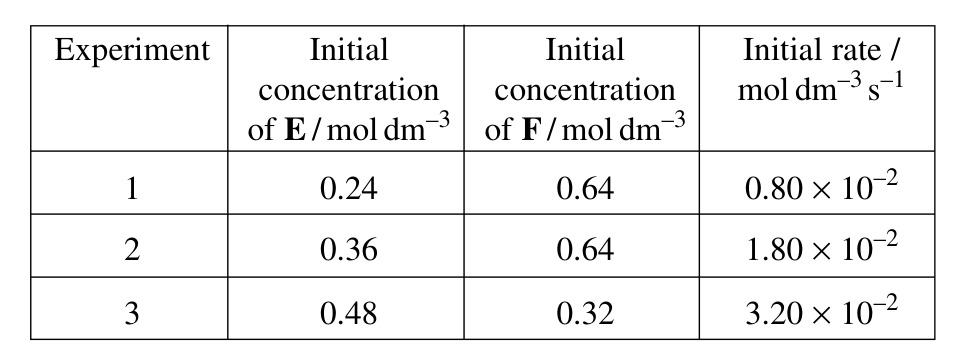 Experiment Initial Initial Initial rate /
concentration concentration mol dm⁻³ s⁻¹
of E / mol dm⁻³ of F / mol dm⁻³
1 0.24 0.64 0.80 × 10⁻²
2 0.36 0.64 1.80 × 10⁻²
3 0.48 0.32 3.20 × 10⁻²